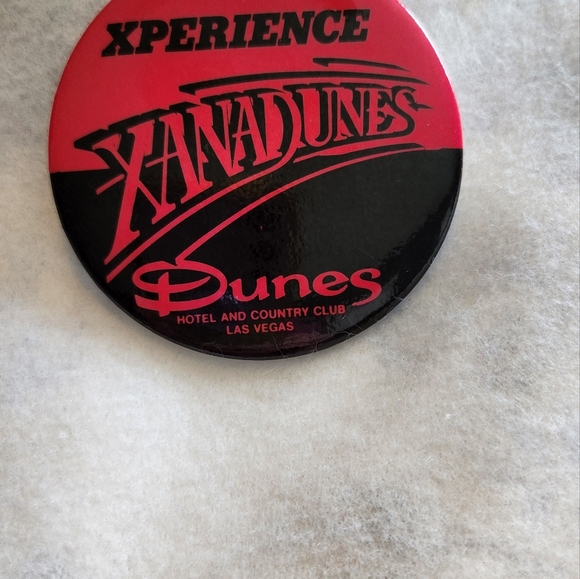 XPERIENCE
XANADUNES
Dunes
HOTEL AND COUNTRY CLUB
LAS VEGAS